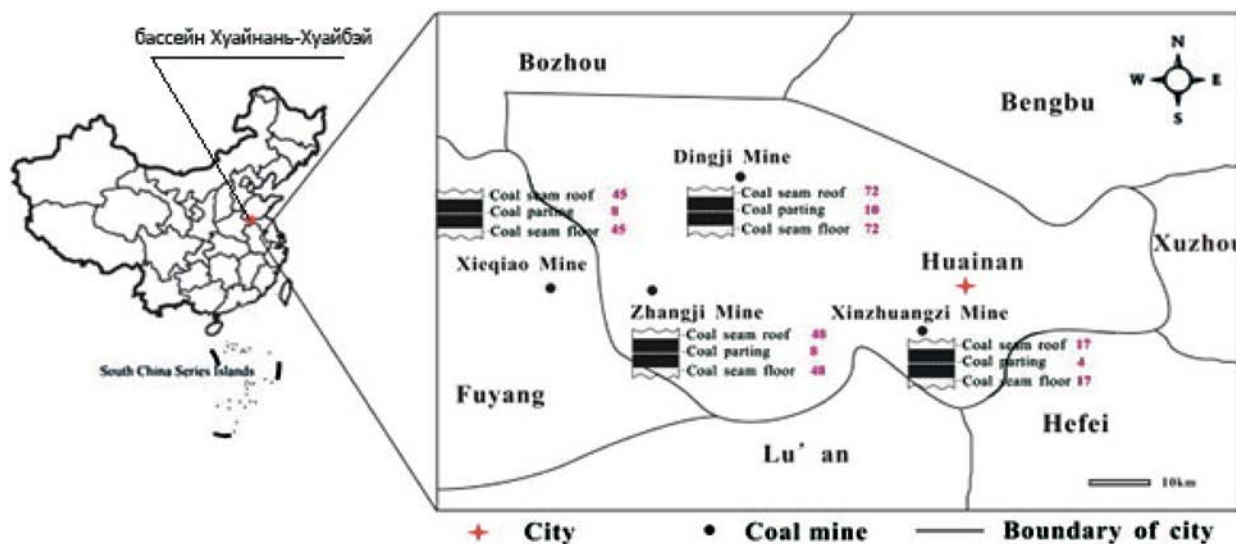 бассейн Хуайнань-Хуайбэй
South China Series Islands
Bozhou
Bengbu
N
W E
S
Dingji Mine
Coal seam roof 72
Coal parting 10
Coal seam floor 72
Coal seam roof 45
Coal parting 8
Coal seam floor 45
Xieqiao Mine
Xuzhou
Huainan
Zhangji Mine
Coal seam roof 48
Coal parting 8
Coal seam floor 48
Xinzhuangzi Mine
Coal seam roof 17
Coal parting 4
Coal seam floor 17
Fuyang
Lu’an
Hefei
10km
City
Coal mine
Boundary of city